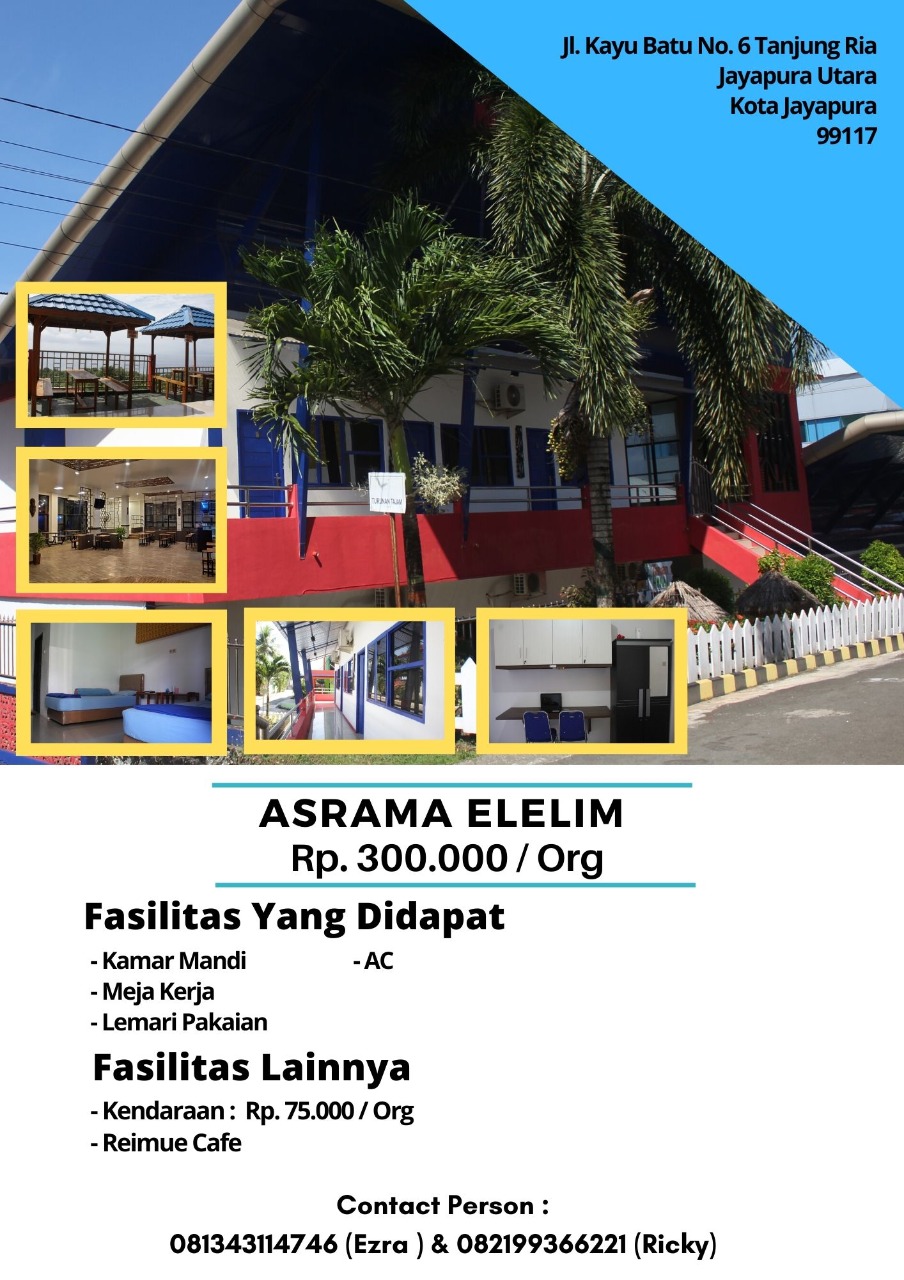 Jl. Kayu Batu No. 6 Tanjung Ria
Jayapura Utara
Kota Jayapura
99117
TURUNAN TAJAM
ASRAMA ELELIM
Rp. 300.000 / Org
Fasilitas Yang Didapat
- Kamar Mandi - AC
- Meja Kerja
- Lemari Pakaian
Fasilitas Lainnya
- Kendaraan : Rp. 75.000 / Org
- Reimue Cafe
Contact Person :
081343114746 (Ezra ) & 082199366221 (Ricky)